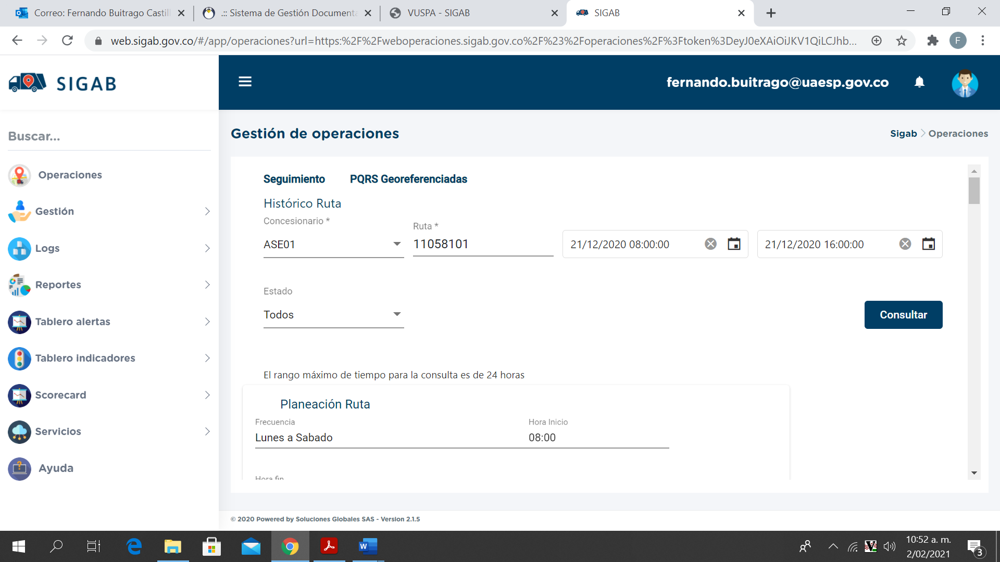 Correo: Fernando Buitrago Castil
.:: Sistema de Gestión Documenta
VUSPA - SIGAB
SIGAB
web.sigab.gov.co/#/app/operaciones?url=https:%2F%2Fweboperaciones.sigab.gov.co%2F%23%2Foperaciones%2F%3Ftoken%3DeyJ0eXAiOiJKV1QiLCJhb...
F
SIGAB
fernando.buitrago@uaesp.gov.co
Buscar...
Operaciones
Gestión
Logs
Reportes
Tablero alertas
Tablero indicadores
Scorecard
Servicios
Ayuda
Gestión de operaciones
Sigab > Operaciones
Seguimiento
PQRS Georeferenciadas
Histórico Ruta
Concesionario *
ASE01
Ruta *
11058101
21/12/2020 08:00:00
21/12/2020 16:00:00
Estado
Todos
Consultar
El rango máximo de tiempo para la consulta es de 24 horas
Planeación Ruta
Frecuencia
Lunes a Sabado
Hora Inicio
08:00
Hora fin
© 2020 Powered by Soluciones Globales SAS - Version 2.1.5
10:52 a. m.
2/02/2021
3